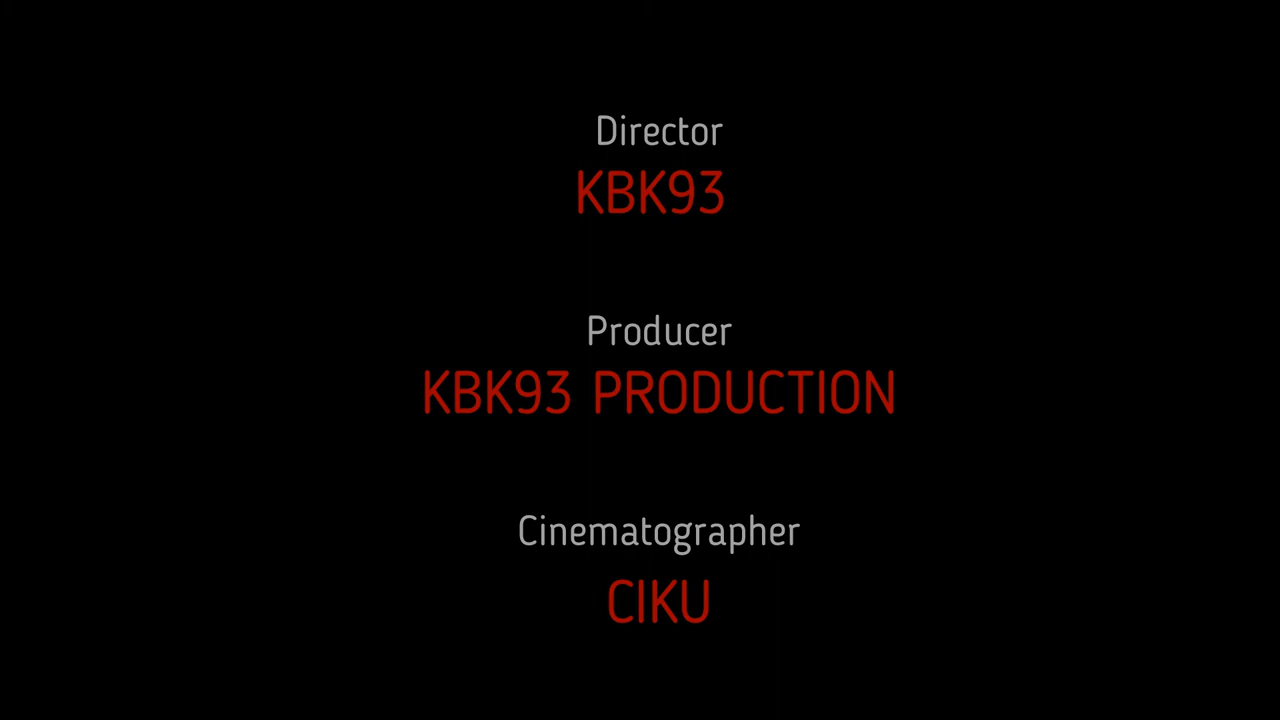 Director
KBK93
Producer
KBK93 PRODUCTION
Cinematographer
CIKU